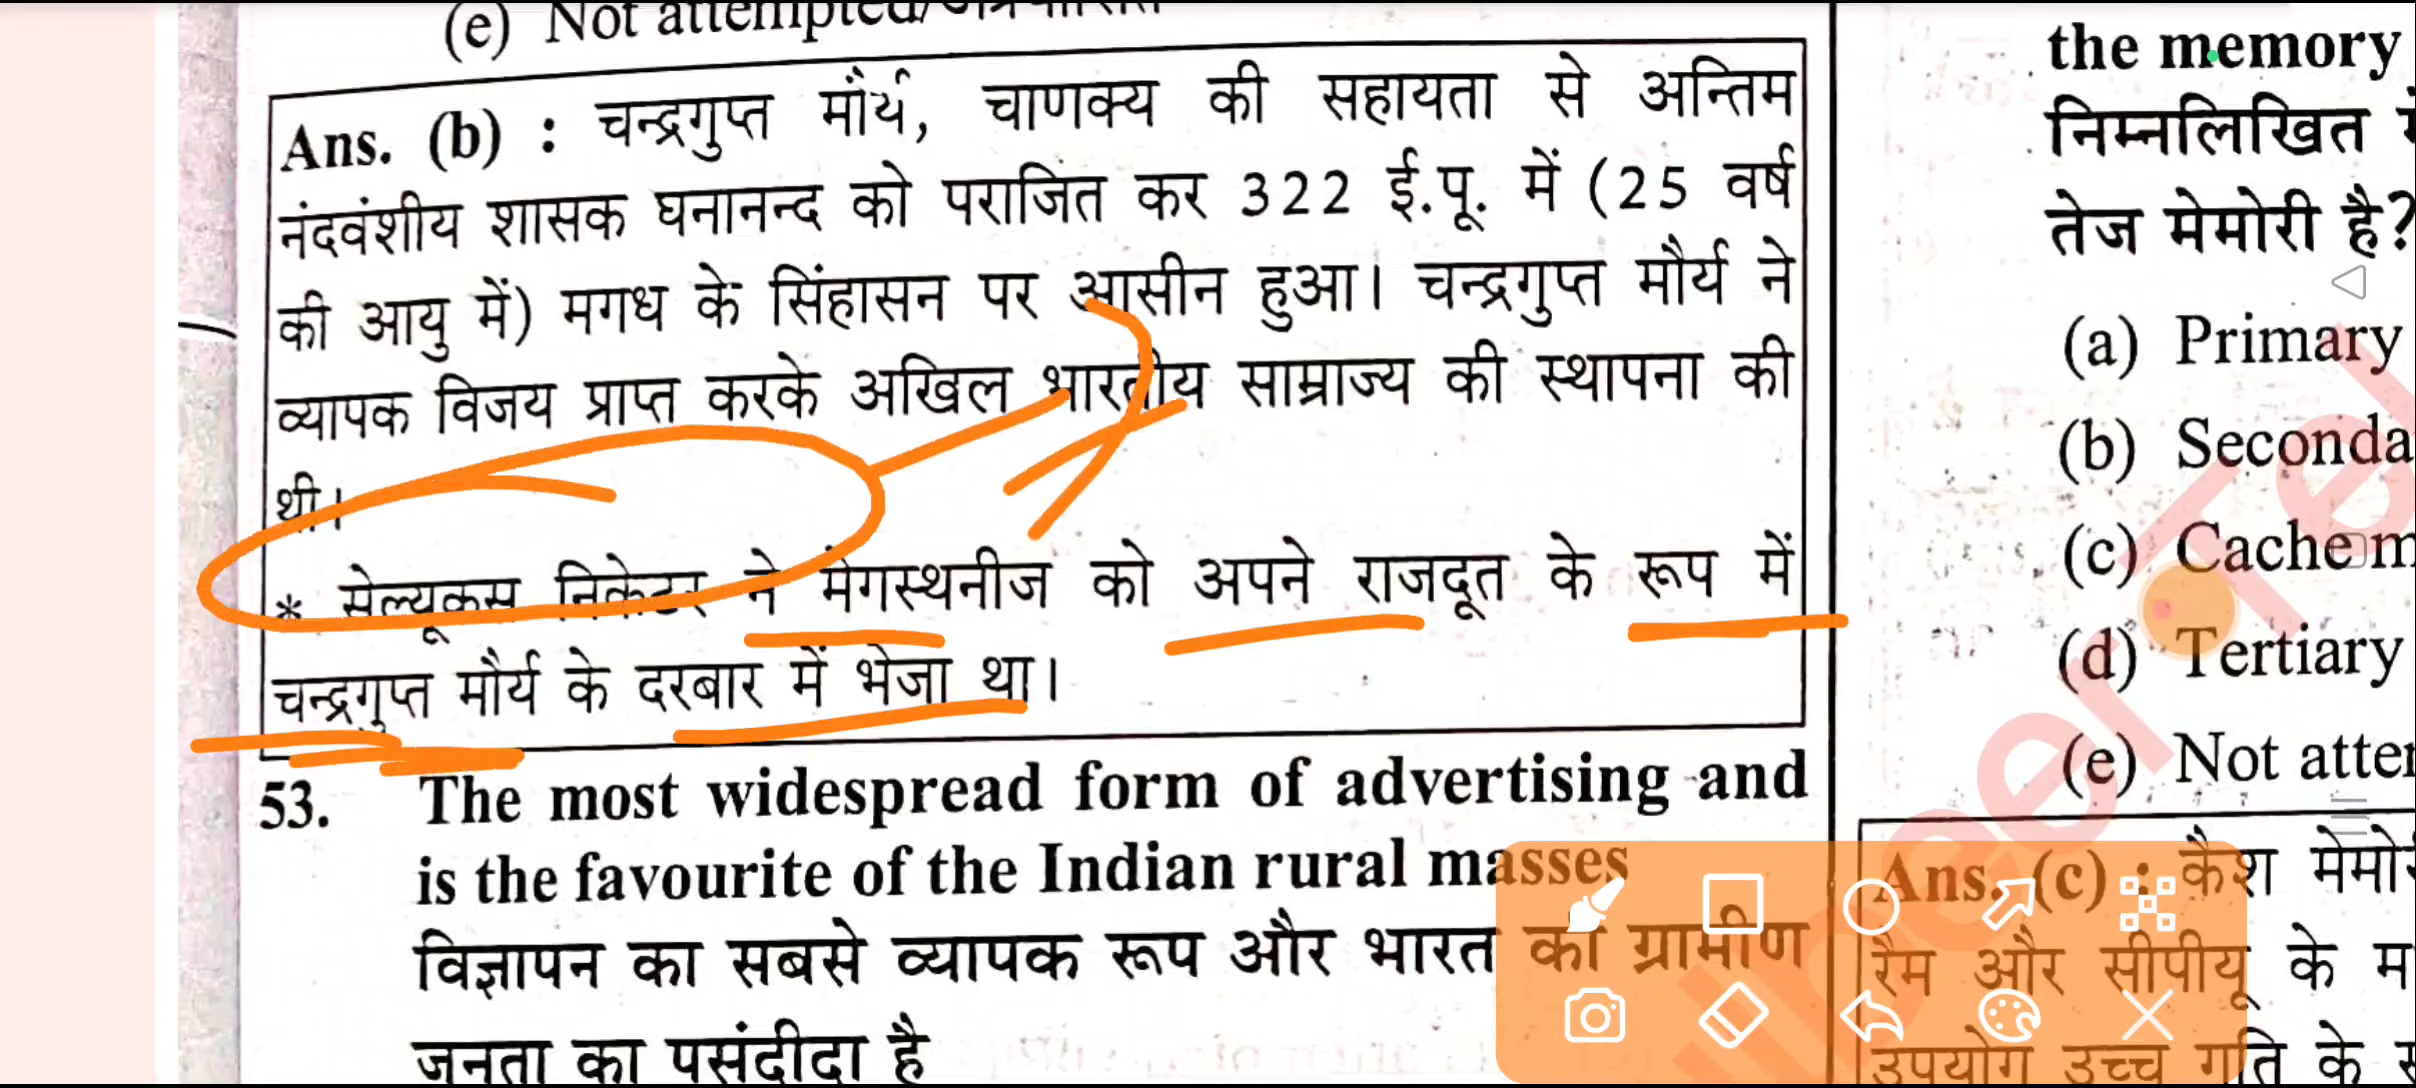 (e) Not attempted/
Ans. (b) : चन्द्रगुप्त मौर्य, चाणक्य की सहायता से अन्तिम
नंदवंशीय शासक घनानन्द को पराजित कर 322 ई.पू. में (25 वर्ष
की आयु में) मगध के सिंहासन पर आसीन हुआ। चन्द्रगुप्त मौर्य ने
व्यापक विजय प्राप्त करके अखिल भारतीय साम्राज्य की स्थापना की
थी।
* सेल्यूकस निकेटर ने मेगस्थनीज को अपने राजदूत के रूप में
चन्द्रगुप्त मौर्य के दरबार में भेजा था।
53. The most widespread form of advertising and
is the favourite of the Indian rural masses
विज्ञापन का सबसे व्यापक रूप और भारत की ग्रामीण
जनता का पसंदीदा है
the memory
निम्नलिखित
तेज मेमोरी है?
(a) Primary
(b) Seconda
(c) Cache m
(d) Tertiary
(e) Not atte
Ans. (c) : कैश मेमो
रैम और सीपीयू के म
उपयोग उच्च गति के